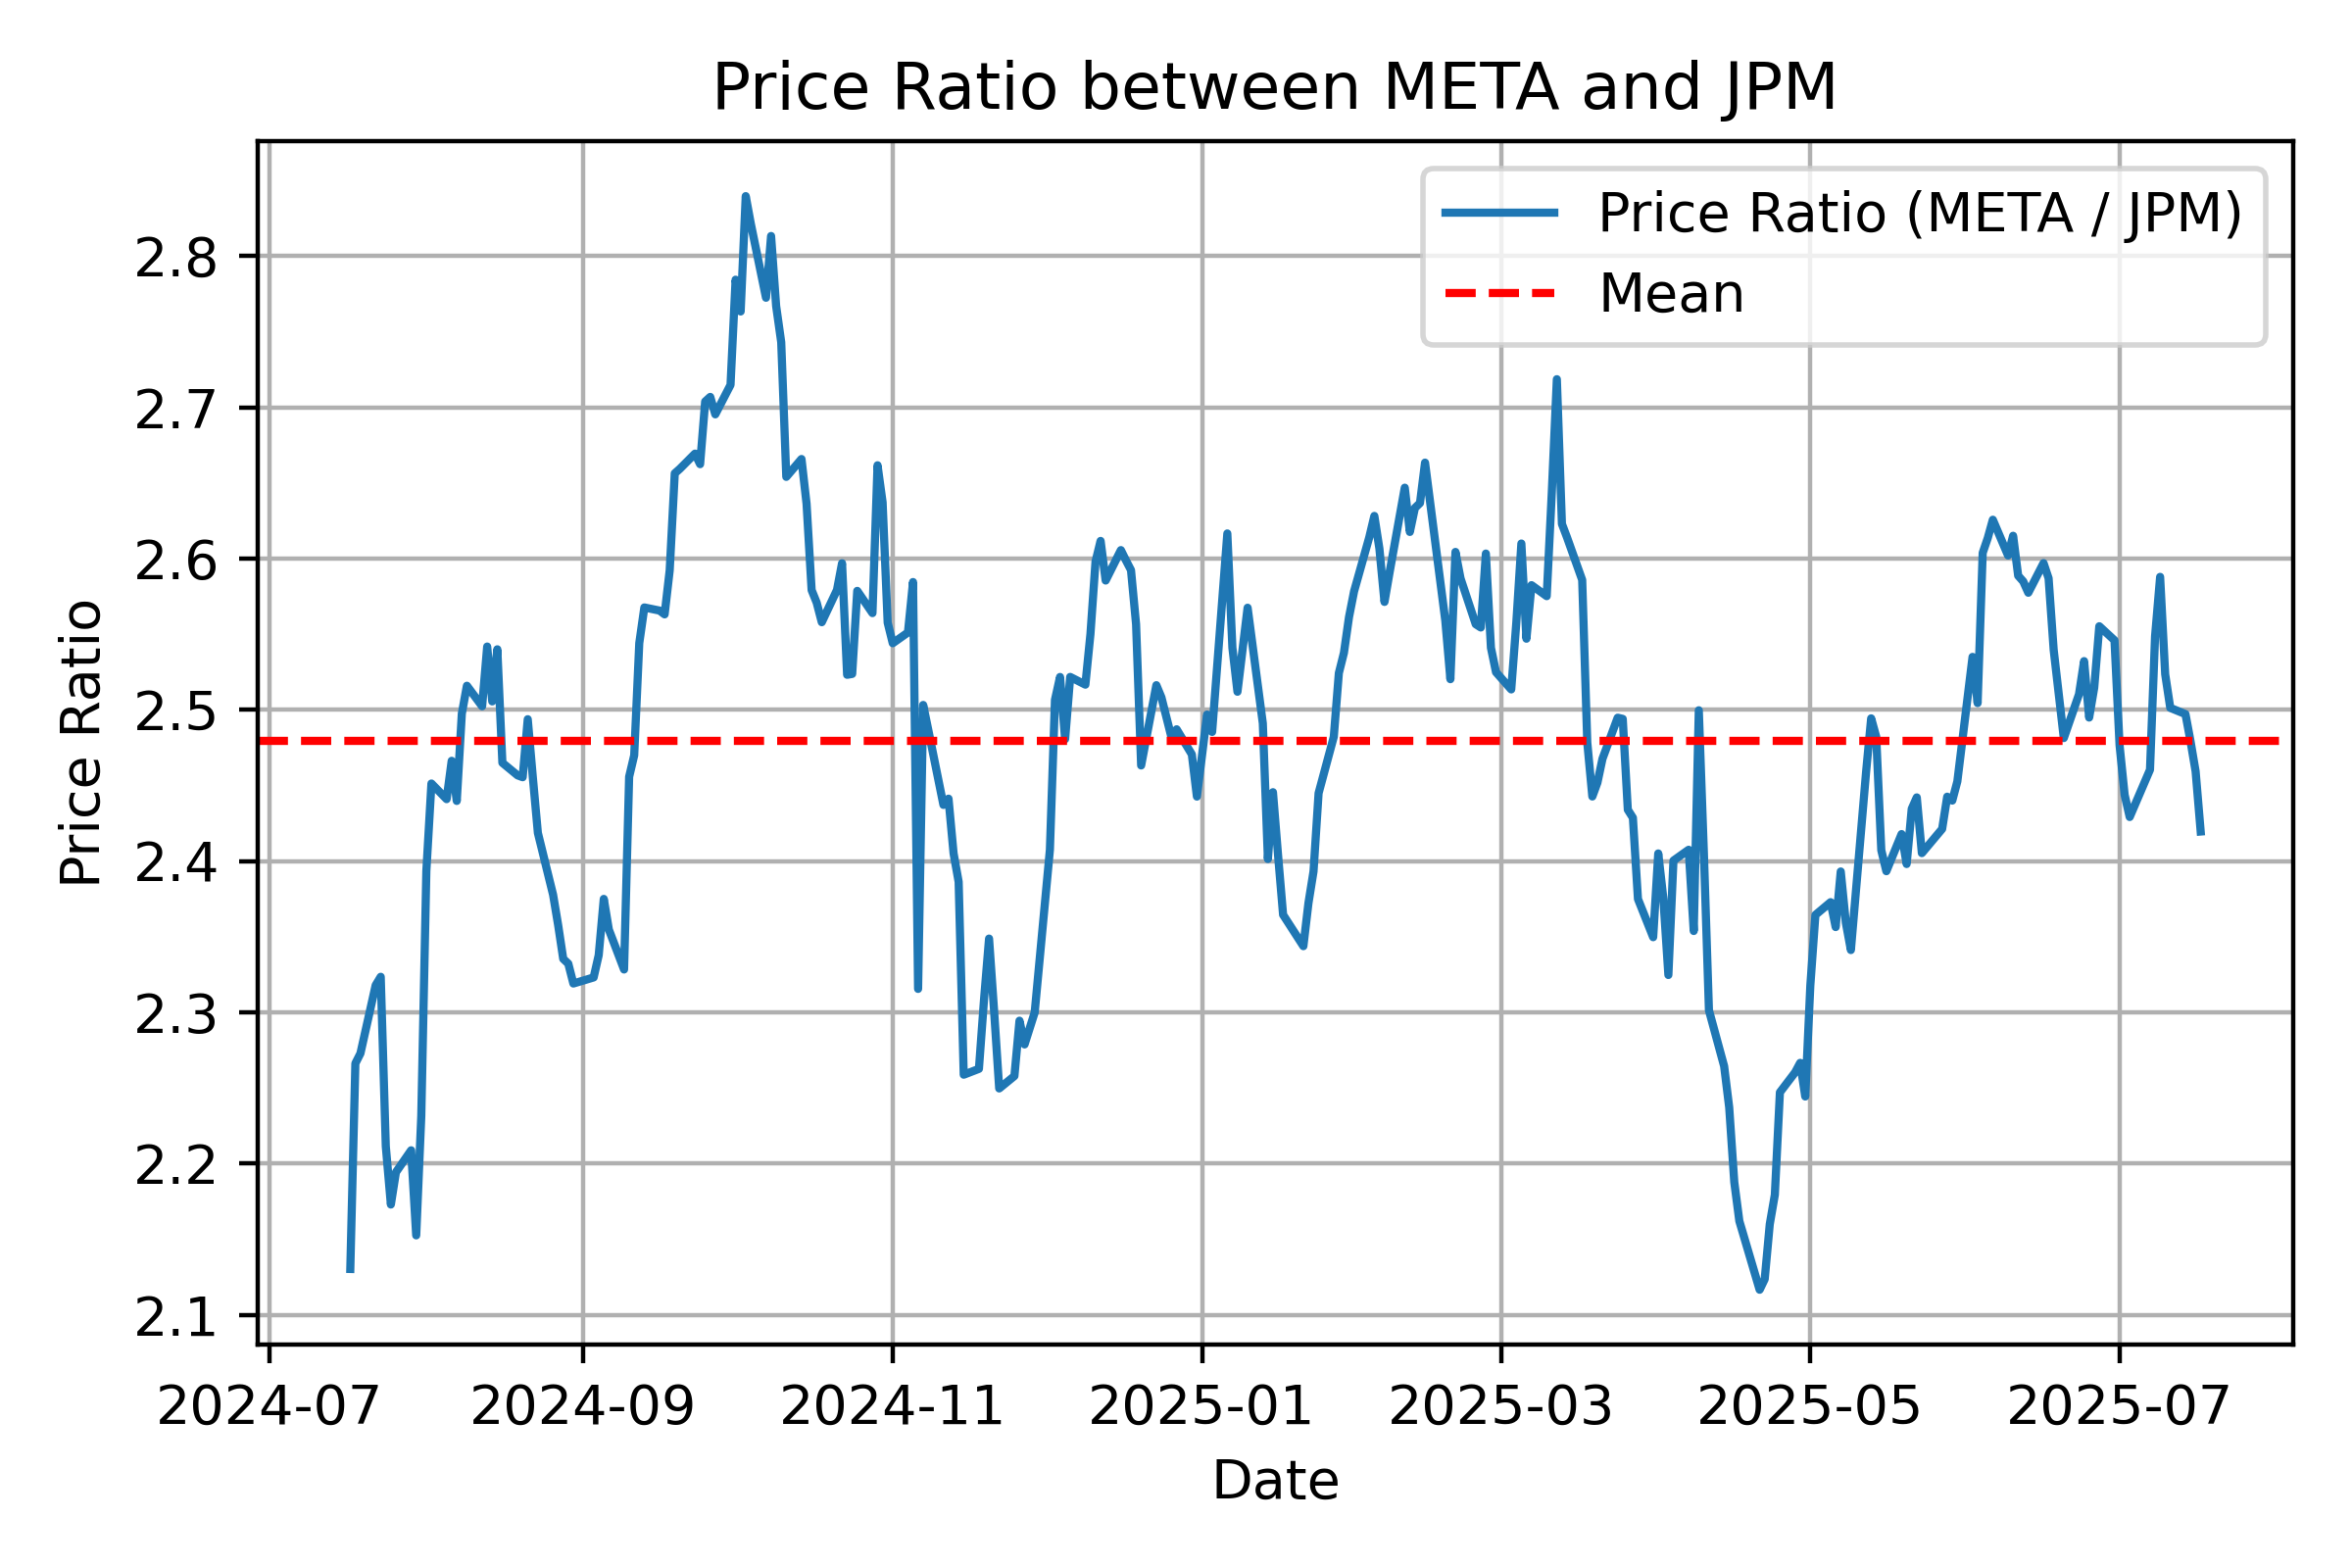 Price Ratio between META and JPM
Price Ratio (META / JPM)
Mean
Price Ratio
2.8
2.7
2.6
2.5
2.4
2.3
2.2
2.1
2024-07 2024-09 2024-11 2025-01 2025-03 2025-05 2025-07
Date